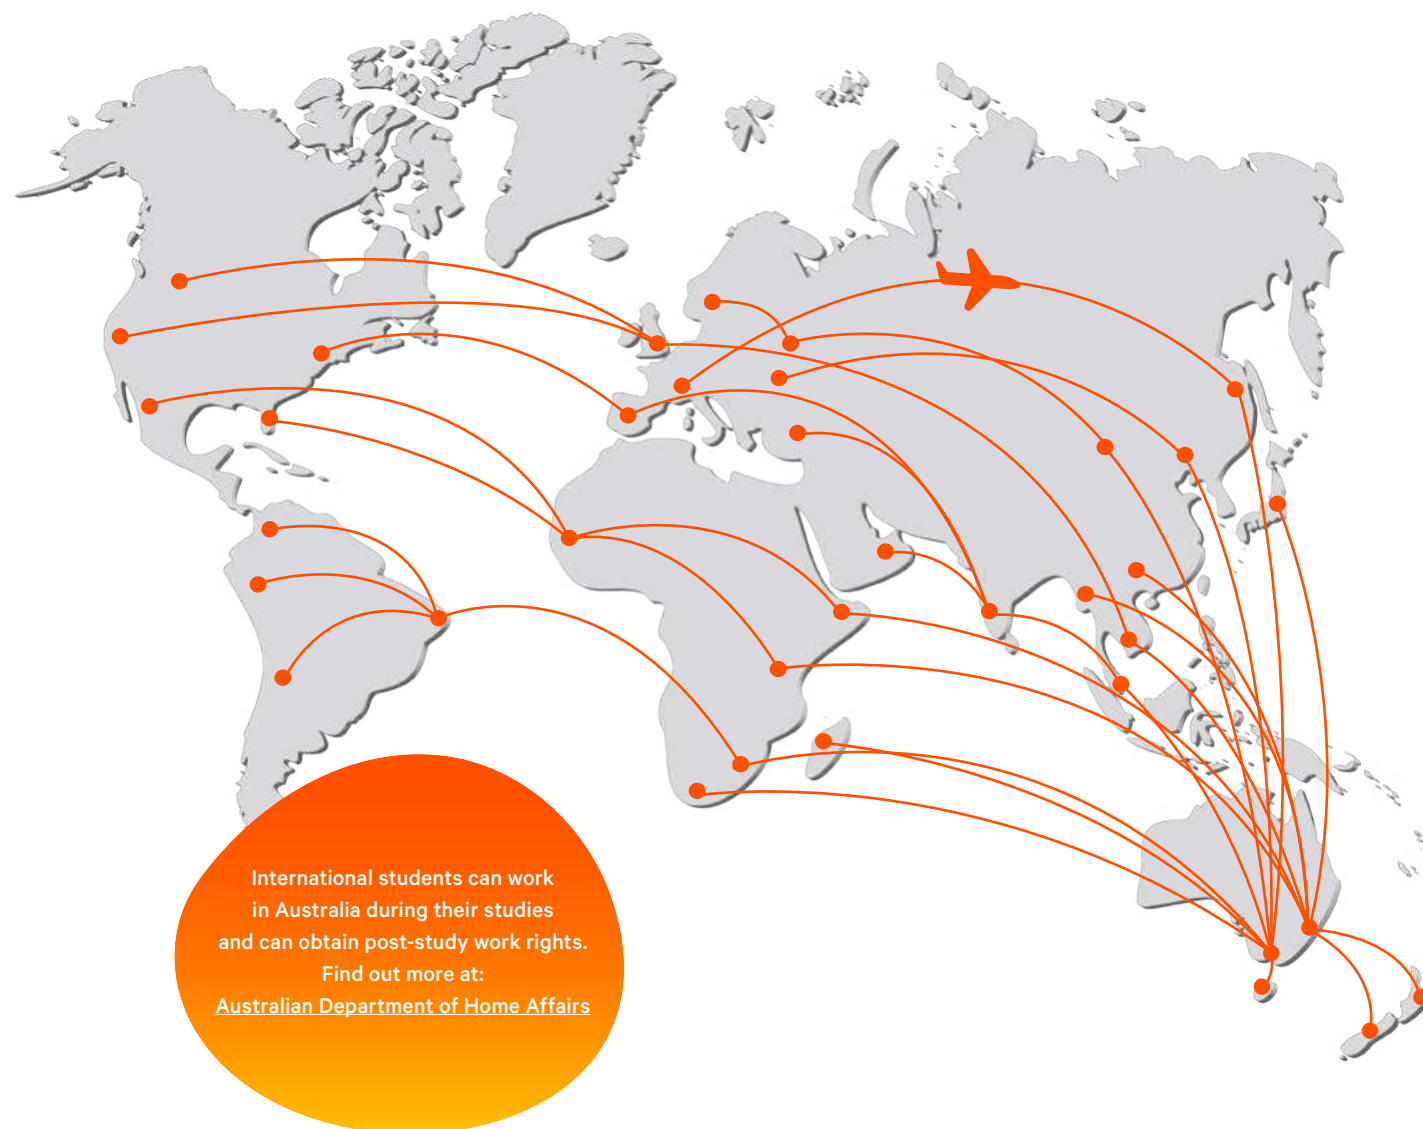 International students can work
in Australia during their studies
and can obtain post-study work rights.
Find out more at:
Australian Department of Home Affairs